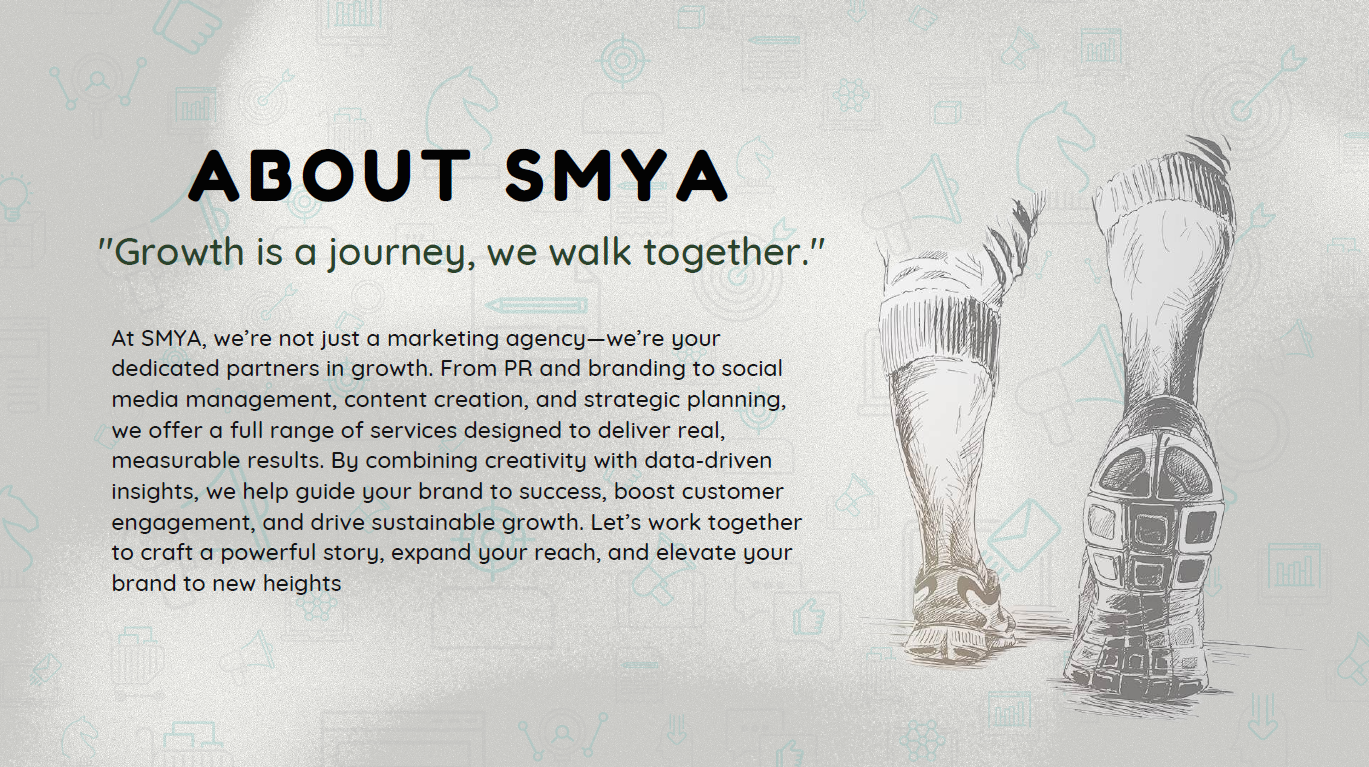 ABOUT SMYA
"Growth is a journey, we walk together."
At SMYA, we’re not just a marketing agency—we’re your
dedicated partners in growth. From PR and branding to social
media management, content creation, and strategic planning,
we offer a full range of services designed to deliver real,
measurable results. By combining creativity with data-driven
insights, we help guide your brand to success, boost customer
engagement, and drive sustainable growth. Let’s work together
to craft a powerful story, expand your reach, and elevate your
brand to new heights